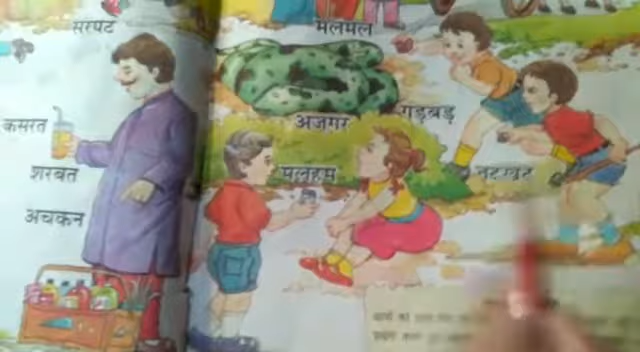 सरपट
मलमल
कसरत
अजगर
गड़बड़
शरबत
मलहम
नटखट
अचकन